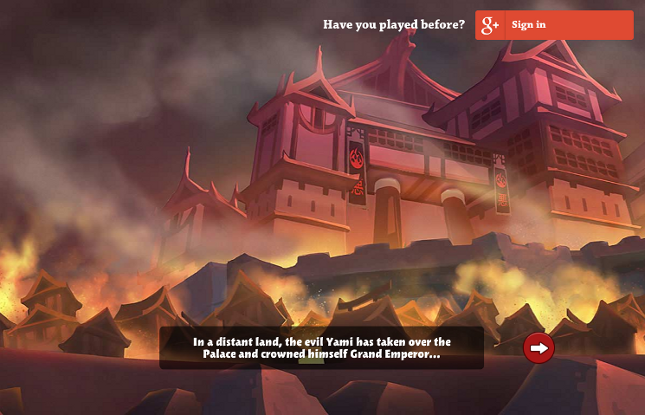 Have you played before?
g+ Sign in
In a distant land, the evil Yami has taken over the
Palace and crowned himself Grand Emperor...